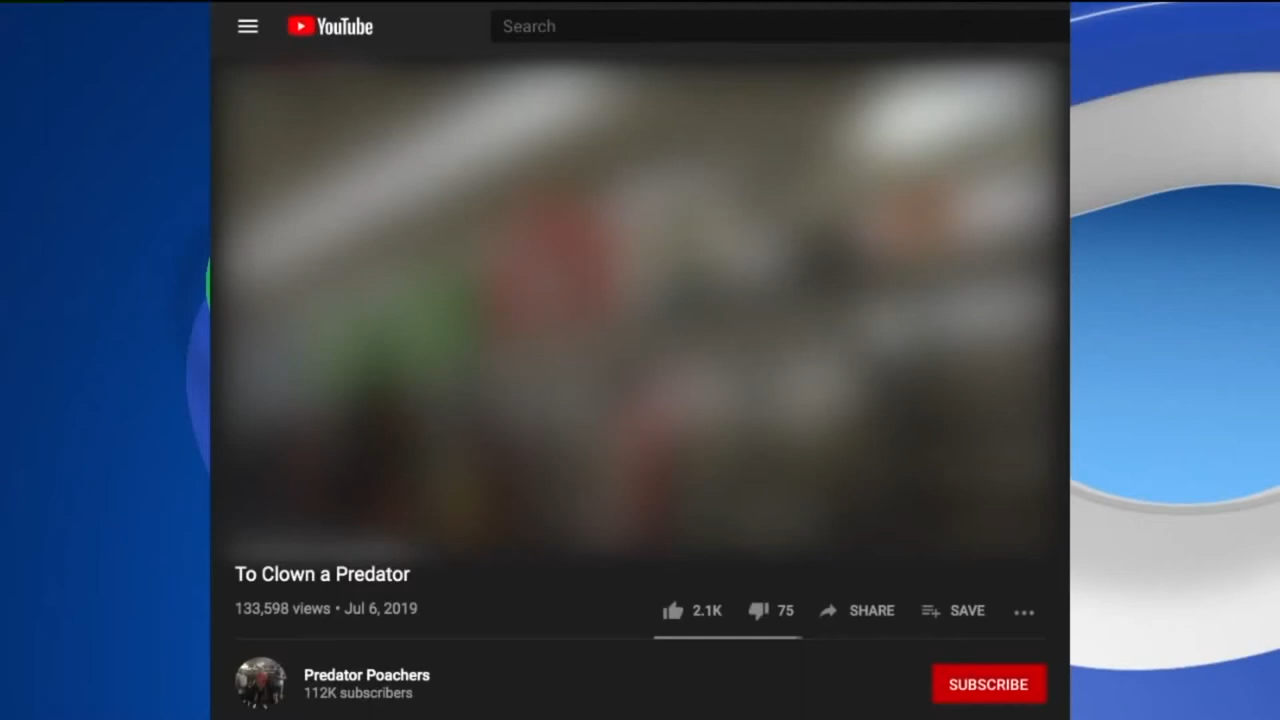 YouTube
Search
To Clown a Predator
133,598 views • Jul 6, 2019
2.1K
75
SHARE
SAVE
Predator Poachers
112K subscribers
SUBSCRIBE